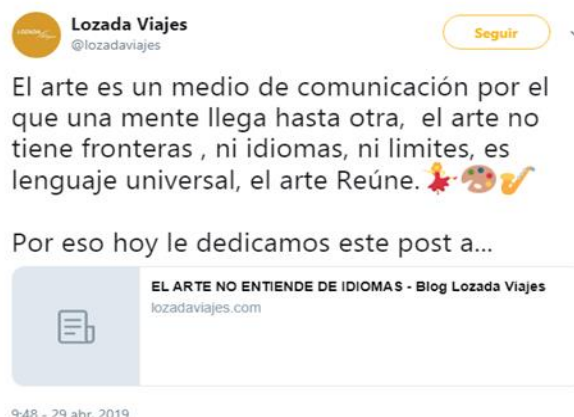 Lozada Viajes
@lozadaviajes
Seguir
El arte es un medio de comunicación por el
que una mente llega hasta otra, el arte no
tiene fronteras , ni idiomas, ni limites, es
lenguaje universal, el arte Reúne.💃🎨🎷
Por eso hoy le dedicamos este post a...
EL ARTE NO ENTIENDE DE IDIOMAS - Blog Lozada Viajes
lozadaviajes.com
9:48 - 29 abr. 2019